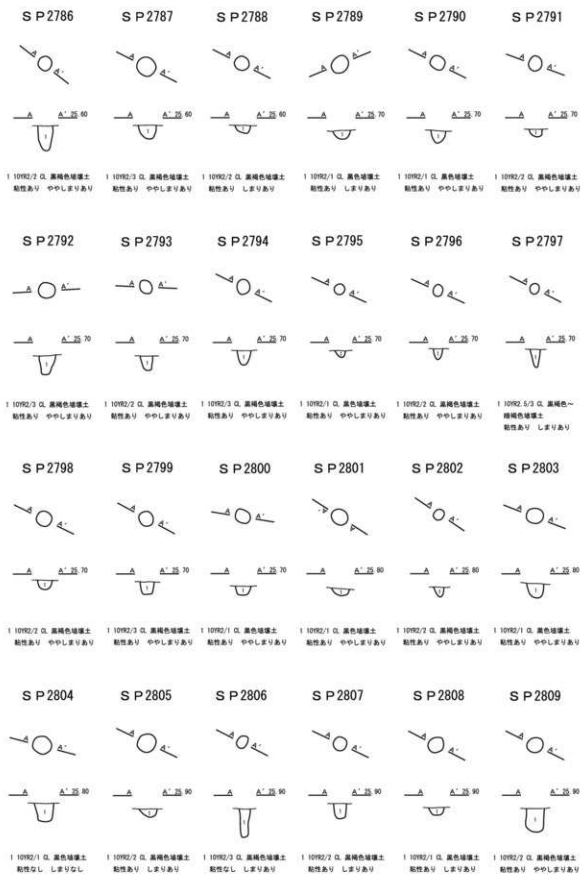 SP2786 SP2787 SP2788 SP2789 SP2790 SP2791
A A' A A' A A' A A' A A' A A'
A A' 25.60 A A' 25.60 A A' 25.60 A A' 25.70 A A' 25.70 A A' 25.70
1 1 1 1 1 1
1 10YR2/2 CL 黒褐色埴壌土 1 10YR2/3 CL 黒褐色埴壌土 1 10YR2/2 CL 黒褐色埴壌土 1 10YR2/1 CL 黒色埴壌土 1 10YR2/1 CL 黒色埴壌土 1 10YR2/2 CL 黒褐色埴壌土
粘性あり ややしまりあり 粘性あり ややしまりあり 粘性あり しまりあり 粘性あり しまりあり 粘性あり ややしまりあり 粘性あり ややしまりあり
SP2792 SP2793 SP2794 SP2795 SP2796 SP2797
A A' A A' A A' A A' A A' A A'
A A' 25.70 A A' 25.70 A A' 25.70 A A' 25.70 A A' 25.70 A A' 25.70
1 1 1 1 1 1
1 10YR2/3 CL 黒褐色埴壌土 1 10YR2/2 CL 黒褐色埴壌土 1 10YR2/3 CL 黒褐色埴壌土 1 10YR2/1 CL 黒色埴壌土 1 10YR2/2 CL 黒褐色埴壌土 1 10YR2.5/3 CL 黒褐色～
粘性あり ややしまりあり 粘性あり ややしまりあり 粘性あり ややしまりあり 粘性あり ややしまりあり 粘性あり ややしまりあり 暗褐色埴壌土
粘性あり しまりあり
SP2798 SP2799 SP2800 SP2801 SP2802 SP2803
A A' A A' A A' A' A A A' A A'
A A' 25.70 A A' 25.70 A A' 25.70 A A' 25.80 A A' 25.80 A A' 25.80
1 1 1 1 1 1
1 10YR2/2 CL 黒褐色埴壌土 1 10YR2/3 CL 黒褐色埴壌土 1 10YR2/1 CL 黒色埴壌土 1 10YR2/1 CL 黒色埴壌土 1 10YR2/2 CL 黒褐色埴壌土 1 10YR2/1 CL 黒色埴壌土
粘性あり ややしまりあり 粘性あり ややしまりあり 粘性あり ややしまりあり 粘性あり ややしまりあり 粘性あり ややしまりあり 粘性あり ややしまりあり
SP2804 SP2805 SP2806 SP2807 SP2808 SP2809
A A' A A' A A' A A' A A' A A'
A A' 25.80 A A' 25.90 A A' 25.90 A A' 25.90 A A' 25.90 A A' 25.90
1 1 1 1 1 1
1 10YR2/1 CL 黒色埴壌土 1 10YR2/2 CL 黒褐色埴壌土 1 10YR2/3 CL 黒褐色埴壌土 1 10YR2/1 CL 黒色埴壌土 1 10YR2/2 CL 黒褐色埴壌土 1 10YR2/2 CL 黒褐色埴壌土
粘性なし しまりなし 粘性あり しまりあり 粘性なし しまりあり 粘性あり しまりあり 粘性あり しまりあり 粘性あり ややしまりあり